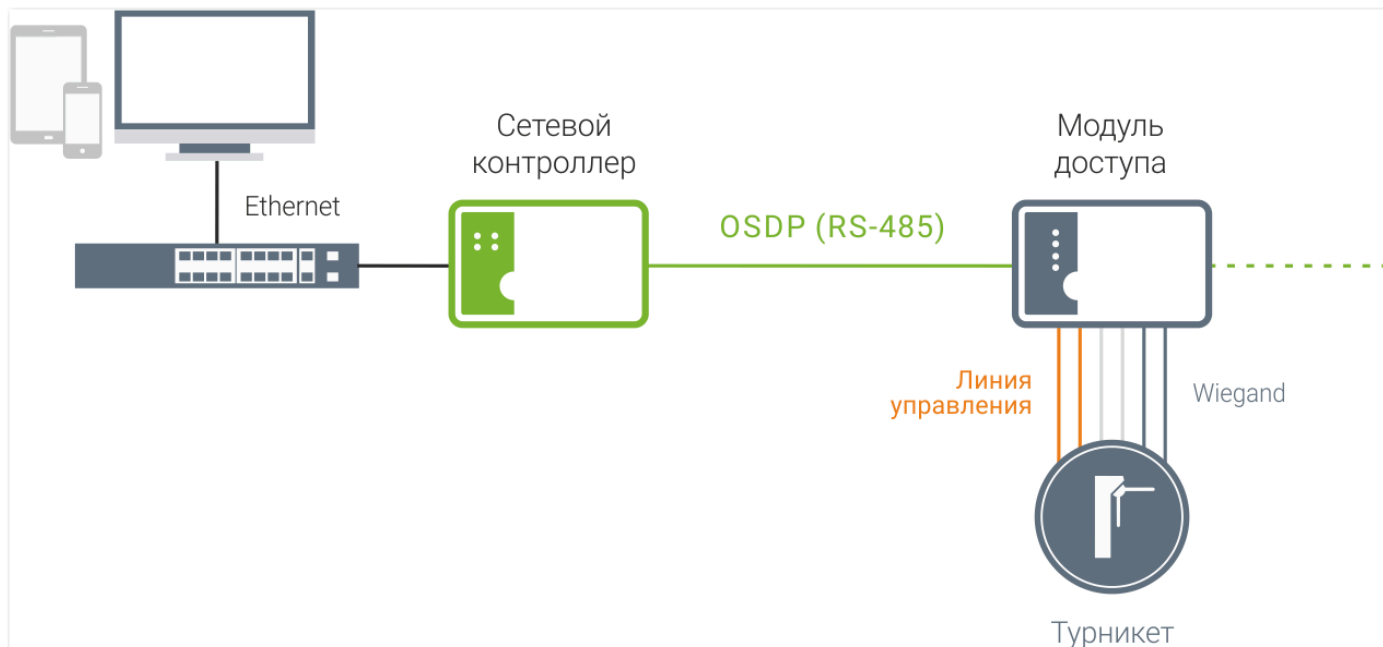 Сетевой
контроллер
Модуль
доступа
Ethernet
OSDP (RS-485)
Линия
управления
Wiegand
Турникет